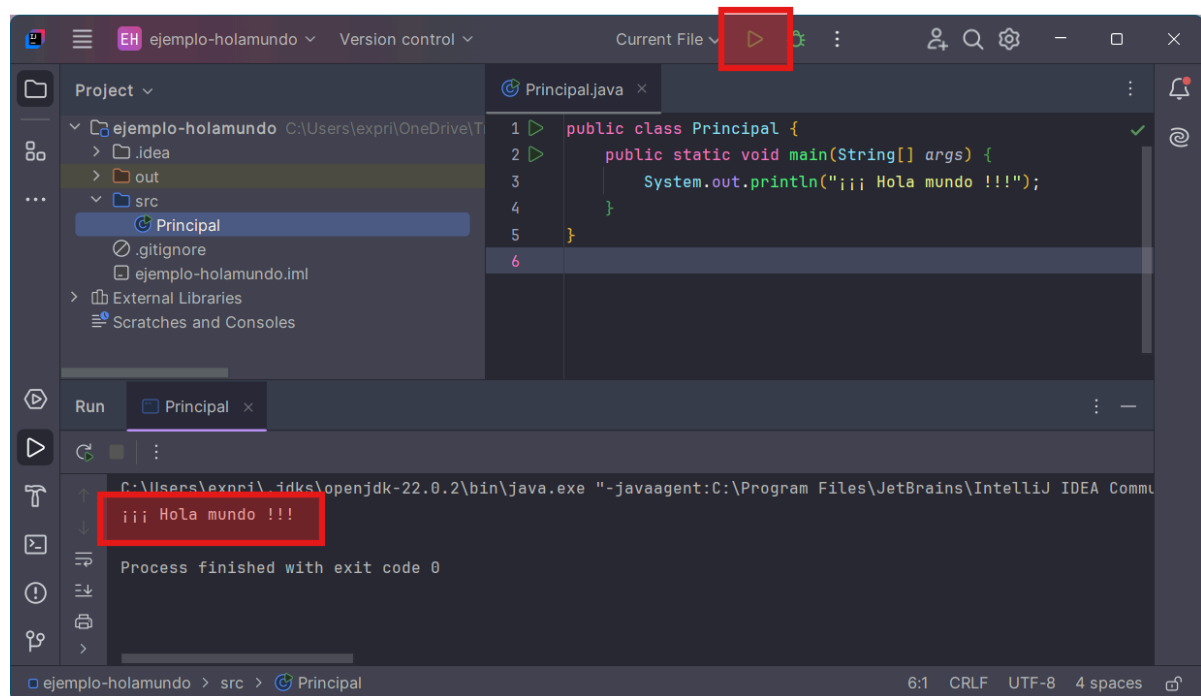 EH ejemplo-holamundo Version control Current File
Project
Principal.java
ejemplo-holamundo C:\Users\expri\OneDrive\T
.idea
out
src
Principal
.gitignore
ejemplo-holamundo.iml
External Libraries
Scratches and Consoles
1 public class Principal {
2 public static void main(String[] args) {
3 System.out.println("¡¡¡ Hola mundo !!!");
4 }
5 }
6
Run Principal
C:\Users\expri\.jdks\openjdk-22.0.2\bin\java.exe "-javaagent:C:\Program Files\JetBrains\IntelliJ IDEA Commu
¡¡¡ Hola mundo !!!
Process finished with exit code 0
ejemplo-holamundo > src > Principal 6:1 CRLF UTF-8 4 spaces